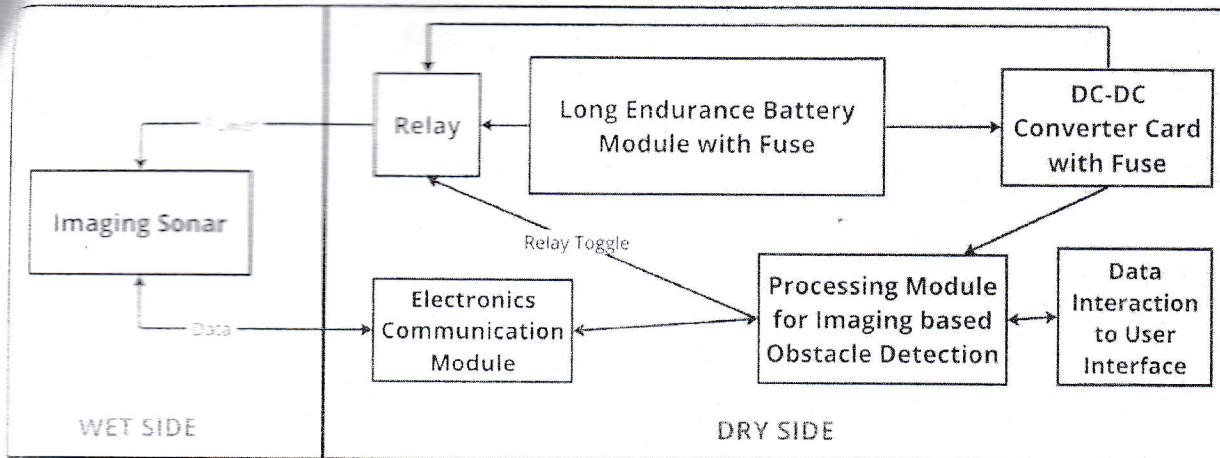 Relay
Long Endurance Battery
Module with Fuse
DC-DC
Converter Card
with Fuse
Power
Imaging Sonar
Relay Toggle
Electronics
Communication
Module
Processing Module
for Imaging based
Obstacle Detection
Data
Interaction
to User
Interface
Data
WET SIDE
DRY SIDE